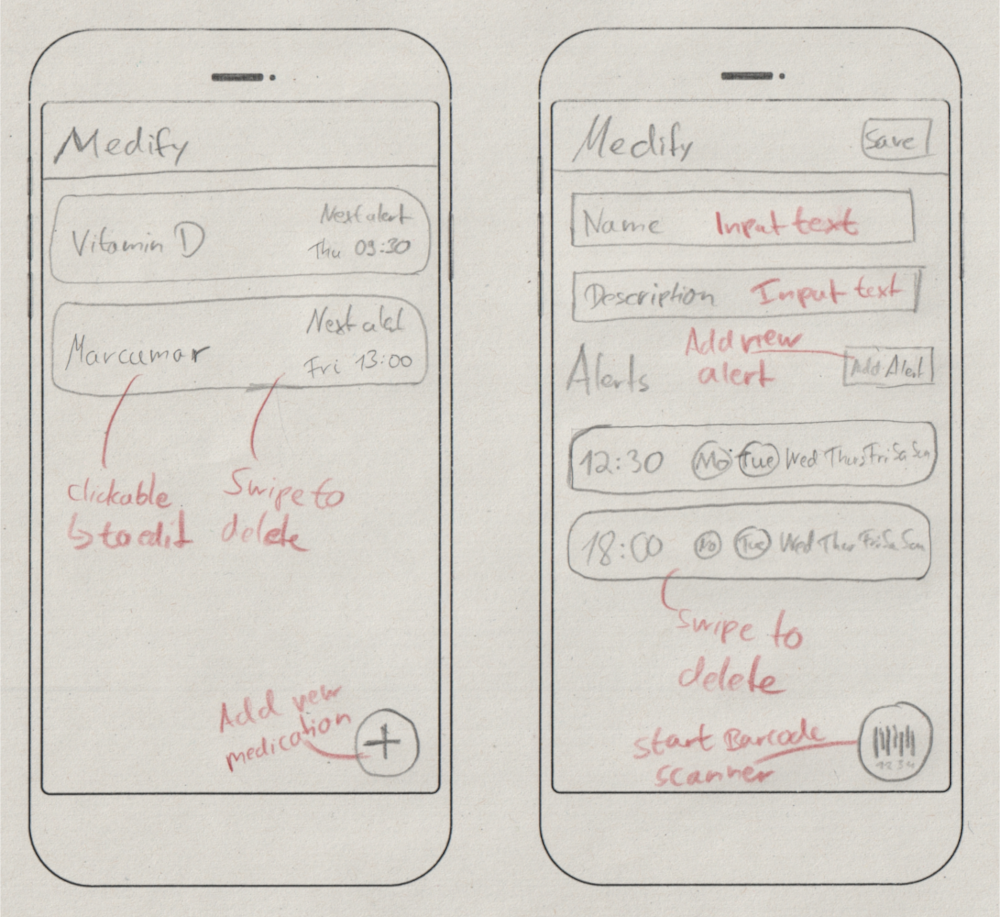 Medify
Vitamin D
Next alert
Thu 09:30
Marcumar
Next alert
Fri 13:00
clickable
to edit
Swipe to
delete
Add new
medication
Medify
Save
Name
Input text
Description
Input text
Alerts
Add new
alert
Add Alert
12:30 Mo Tue Wed Thur Fri Sa Sun
18:00 Mo Tue Wed Thur Fri Sa Sun
Swipe to
delete
start Barcode
scanner
1234